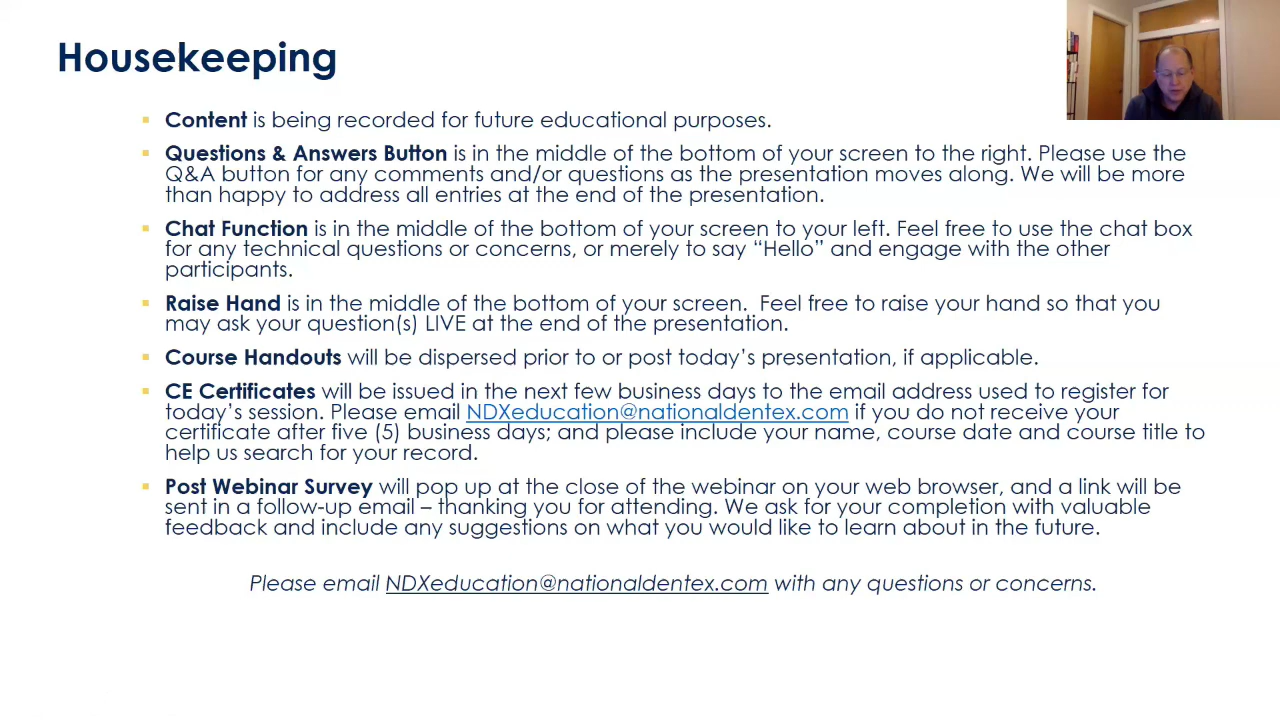 Housekeeping
Content is being recorded for future educational purposes.
Questions & Answers Button is in the middle of the bottom of your screen to the right. Please use the
Q&A button for any comments and/or questions as the presentation moves along. We will be more
than happy to address all entries at the end of the presentation.
Chat Function is in the middle of the bottom of your screen to your left. Feel free to use the chat box
for any technical questions or concerns, or merely to say “Hello” and engage with the other
participants.
Raise Hand is in the middle of the bottom of your screen.  Feel free to raise your hand so that you
may ask your question(s) LIVE at the end of the presentation.
Course Handouts will be dispersed prior to or post today’s presentation, if applicable.
CE Certificates will be issued in the next few business days to the email address used to register for
today’s session. Please email NDXeducation@nationaldentex.com if you do not receive your
certificate after five (5) business days; and please include your name, course date and course title to
help us search for your record.
Post Webinar Survey will pop up at the close of the webinar on your web browser, and a link will be
sent in a follow-up email – thanking you for attending. We ask for your completion with valuable
feedback and include any suggestions on what you would like to learn about in the future.
Please email NDXeducation@nationaldentex.com with any questions or concerns.